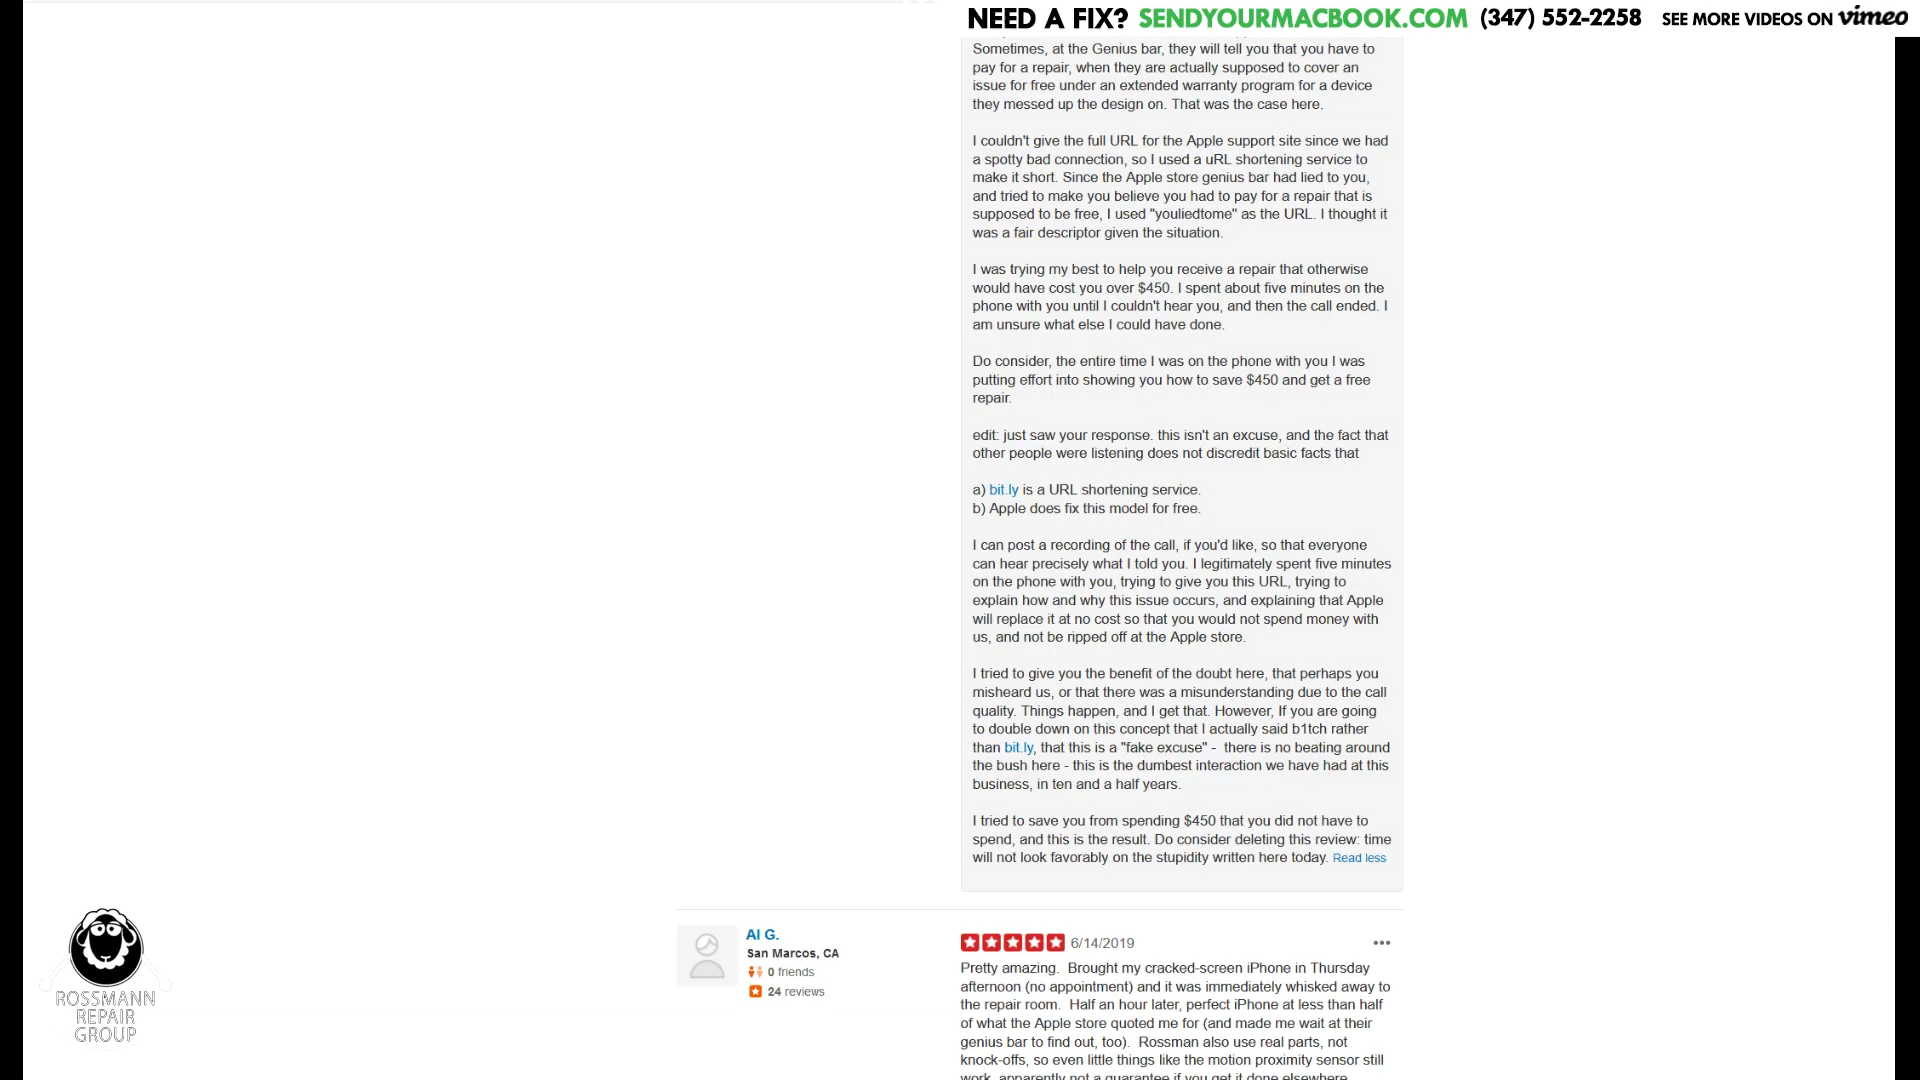 NEED A FIX? SENDYOURMACBOOK.COM (347) 552-2258 SEE MORE VIDEOS ON vimeo
Sometimes, at the Genius bar, they will tell you that you have to
pay for a repair, when they are actually supposed to cover an
issue for free under an extended warranty program for a device
they messed up the design on. That was the case here.
I couldn't give the full URL for the Apple support site since we had
a spotty bad connection, so I used a uRL shortening service to
make it short. Since the Apple store genius bar had lied to you,
and tried to make you believe you had to pay for a repair that is
supposed to be free, I used "youliedtome" as the URL. I thought it
was a fair descriptor given the situation.
I was trying my best to help you receive a repair that otherwise
would have cost you over $450. I spent about five minutes on the
phone with you until I couldn't hear you, and then the call ended. I
am unsure what else I could have done.
Do consider, the entire time I was on the phone with you I was
putting effort into showing you how to save $450 and get a free
repair.
edit: just saw your response. this isn't an excuse, and the fact that
other people were listening does not discredit basic facts that
a) bit.ly is a URL shortening service.
b) Apple does fix this model for free.
I can post a recording of the call, if you'd like, so that everyone
can hear precisely what I told you. I legitimately spent five minutes
on the phone with you, trying to give you this URL, trying to
explain how and why this issue occurs, and explaining that Apple
will replace it at no cost so that you would not spend money with
us, and not be ripped off at the Apple store.
I tried to give you the benefit of the doubt here, that perhaps you
misheard us, or that there was a misunderstanding due to the call
quality. Things happen, and I get that. However, If you are going
to double down on this concept that I actually said b1tch rather
than bit.ly, that this is a "fake excuse" - there is no beating around
the bush here - this is the dumbest interaction we have had at this
business, in ten and a half years.
I tried to save you from spending $450 that you did not have to
spend, and this is the result. Do consider deleting this review: time
will not look favorably on the stupidity written here today. Read less
Al G.
San Marcos, CA
0 friends
24 reviews
6/14/2019
Pretty amazing. Brought my cracked-screen iPhone in Thursday
afternoon (no appointment) and it was immediately whisked away to
the repair room. Half an hour later, perfect iPhone at less than half
of what the Apple store quoted me for (and made me wait at their
genius bar to find out, too). Rossman also use real parts, not
knock-offs, so even little things like the motion proximity sensor still
work, apparently not a guarantee if you get it done elsewhere.
ROSSMANN
REPAIR
GROUP